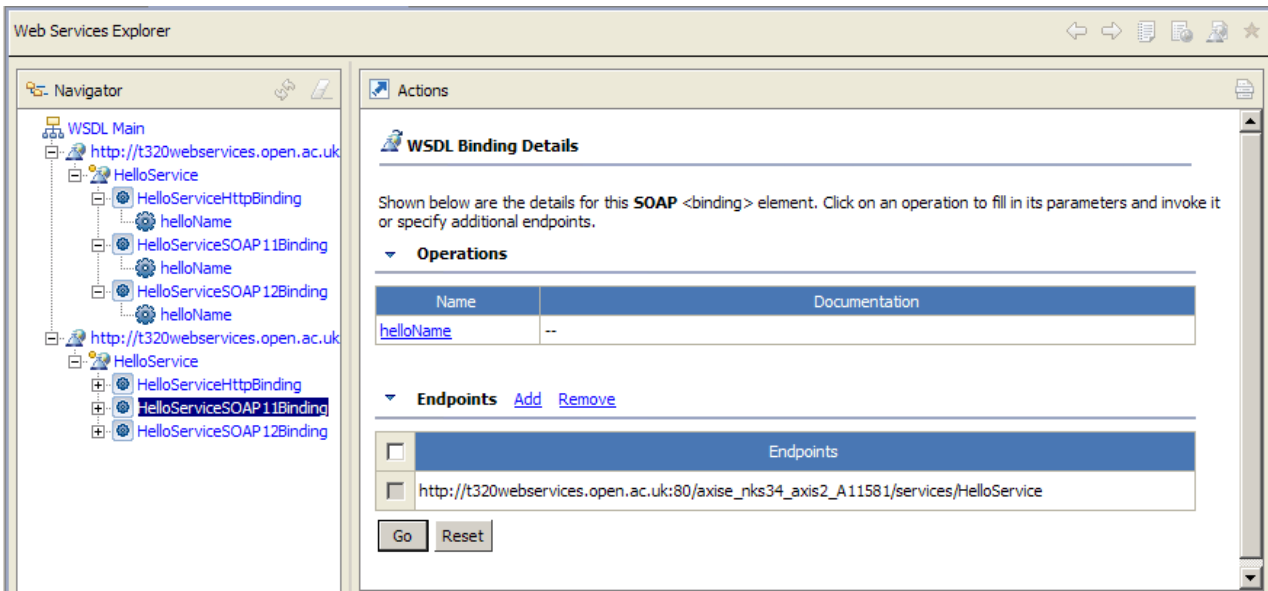 Web Services Explorer
Navigator
WSDL Main
http://t320webservices.open.ac.uk
HelloService
HelloServiceHttpBinding
helloName
HelloServiceSOAP11Binding
helloName
HelloServiceSOAP12Binding
helloName
http://t320webservices.open.ac.uk
HelloService
HelloServiceHttpBinding
HelloServiceSOAP11Binding
HelloServiceSOAP12Binding
Actions
WSDL Binding Details
Shown below are the details for this SOAP <binding> element. Click on an operation to fill in its parameters and invoke it
or specify additional endpoints.
Operations
Name Documentation
helloName --
Endpoints Add Remove
Endpoints
http://t320webservices.open.ac.uk:80/axise_nks34_axis2_A11581/services/HelloService
Go Reset